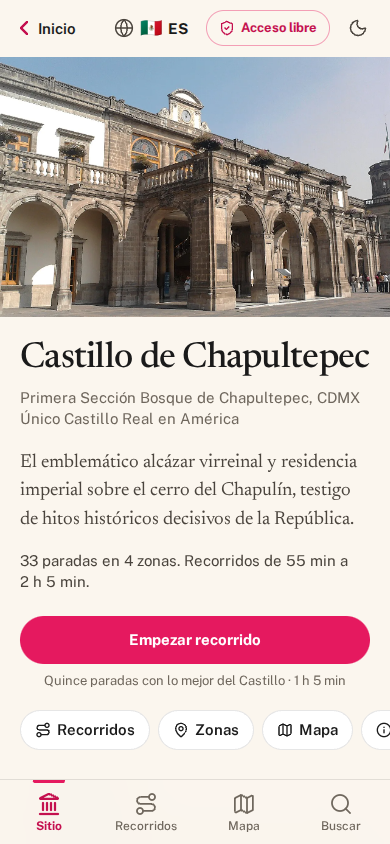 Inicio
ES
Acceso libre
Castillo de Chapultepec
Primera Sección Bosque de Chapultepec, CDMX
Único Castillo Real en América
El emblemático alcázar virreinal y residencia
imperial sobre el cerro del Chapulín, testigo
de hitos históricos decisivos de la República.
33 paradas en 4 zonas. Recorridos de 55 min a
2 h 5 min.
Empezar recorrido
Quince paradas con lo mejor del Castillo · 1 h 5 min
Recorridos
Zonas
Mapa
Sitio
Recorridos
Mapa
Buscar